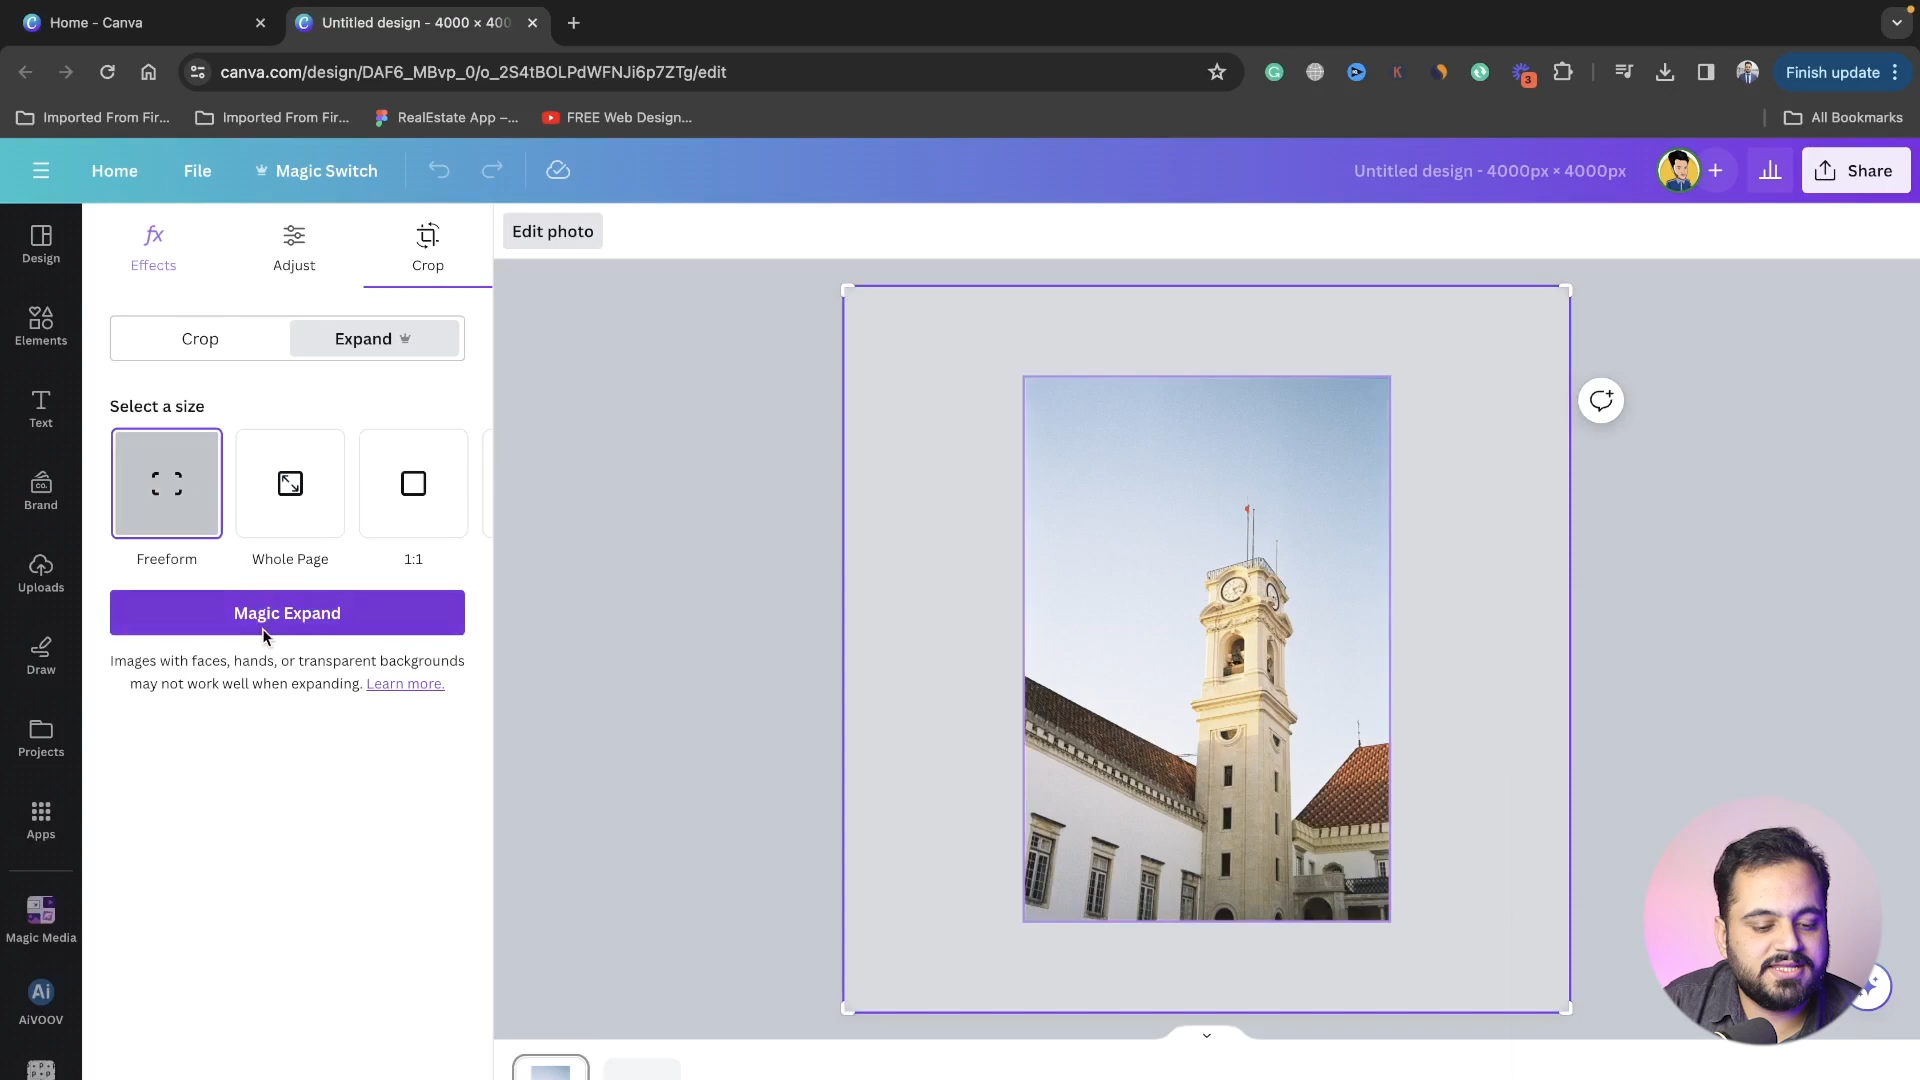 Home - Canva
Untitled design - 4000 × 400
canva.com/design/DAF6_MBvp_0/o_2S4tBOLPdWFNJi6p7ZTg/edit
K
3
Finish update
Imported From Fir...
Imported From Fir...
RealEstate App –...
FREE Web Design...
All Bookmarks
Home
File
Magic Switch
Untitled design - 4000px × 4000px
Share
Design
Elements
Text
co.
Brand
Uploads
Draw
Projects
Apps
Magic Media
Ai
AiVOOV
fx
Effects
Adjust
Crop
Edit photo
Crop
Expand
Select a size
Freeform
Whole Page
1:1
Magic Expand
Images with faces, hands, or transparent backgrounds
may not work well when expanding. Learn more.